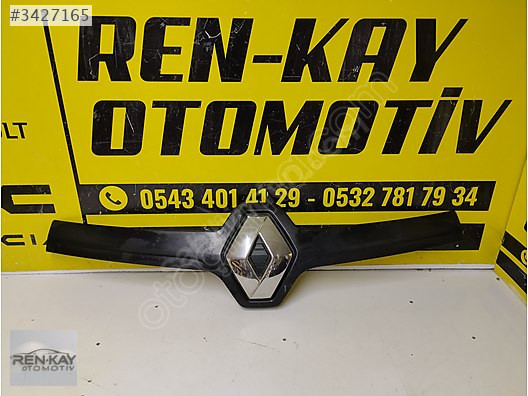 #3427165
REN-KAY
OTOMOTİV
0543 401 41 29 - 0532 781 79 34
REN-KAY
OTOMOTİV